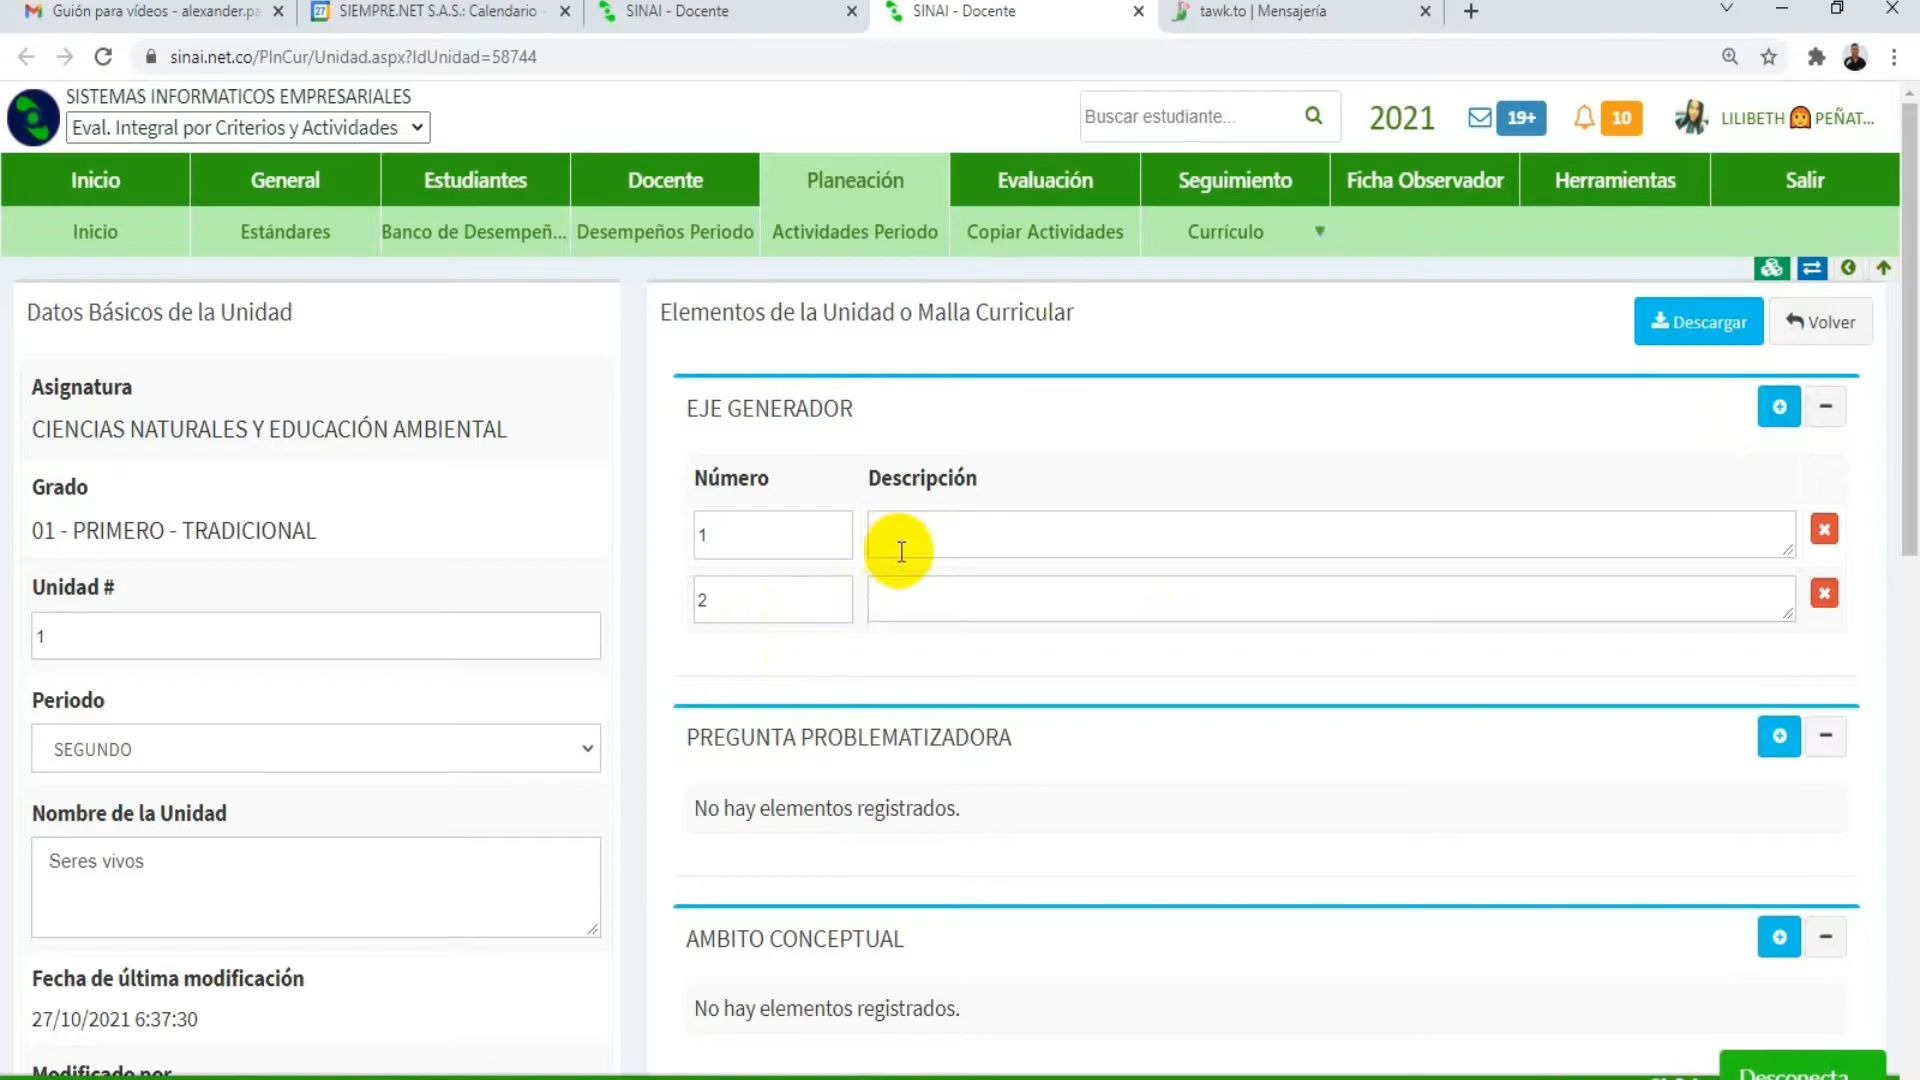 Guión para vídeos - alexander.pa
27
SIEMPRE.NET S.A.S.: Calendario -
SINAI - Docente
SINAI - Docente
tawk.to | Mensajería
sinai.net.co/PlnCur/Unidad.aspx?IdUnidad=58744
SISTEMAS INFORMATICOS EMPRESARIALES
Eval. Integral por Criterios y Actividades
Buscar estudiante...
2021
19+
10
LILIBETH PEÑAT...
Inicio
General
Estudiantes
Docente
Planeación
Evaluación
Seguimiento
Ficha Observador
Herramientas
Salir
Inicio
Estándares
Banco de Desempeñ...
Desempeños Periodo
Actividades Periodo
Copiar Actividades
Currículo
Datos Básicos de la Unidad
Asignatura
CIENCIAS NATURALES Y EDUCACIÓN AMBIENTAL
Grado
01 - PRIMERO - TRADICIONAL
Unidad #
1
Periodo
SEGUNDO
Nombre de la Unidad
Seres vivos
Fecha de última modificación
27/10/2021 6:37:30
Modificado por
Elementos de la Unidad o Malla Curricular
Descargar
Volver
EJE GENERADOR
Número
Descripción
1
2
PREGUNTA PROBLEMATIZADORA
No hay elementos registrados.
AMBITO CONCEPTUAL
No hay elementos registrados.
Desconecta